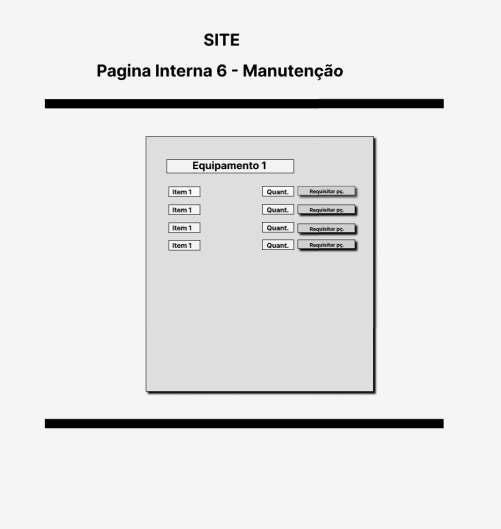 SITE
Pagina Interna 6 - Manutenção
Equipamento 1
Item 1 Quant. Requisitar pç.
Item 1 Quant. Requisitar pç.
Item 1 Quant. Requisitar pç.
Item 1 Quant. Requisitar pç.